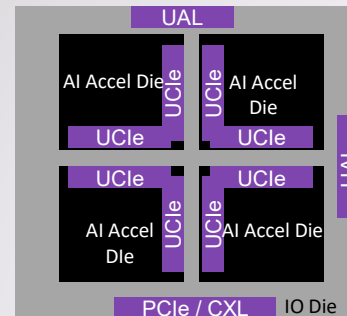 UAL
AI Accel Die
UCIe
UCIe
AI Accel
Die
UCIe
UCIe
UAL
UCIe
UCIe
AI Accel
DIe
UCIe
UCIe
AI Accel Die
PCIe / CXL
IO Die